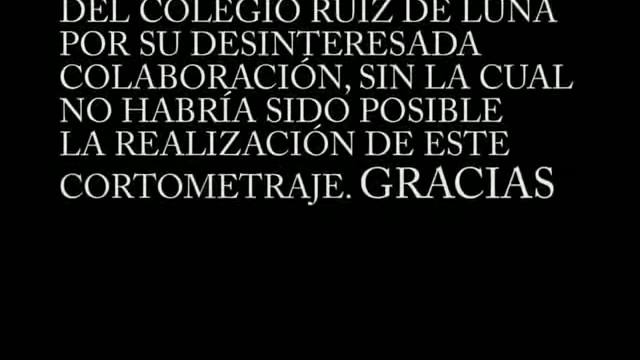 DEL COLEGIO RUIZ DE LUNA
POR SU DESINTERESADA
COLABORACIÓN, SIN LA CUAL
NO HABRÍA SIDO POSIBLE
LA REALIZACIÓN DE ESTE
CORTOMETRAJE. GRACIAS